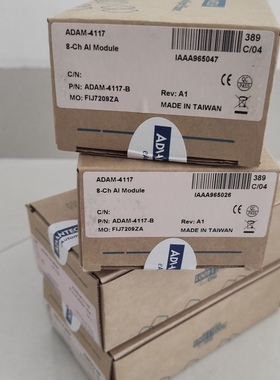 ADAM-4117
8-Ch AI Module
IAAA965047
389
C/04
C/N:
P/N: ADAM-4117-B
MO: FIJ7209ZA
Rev: A1
MADE IN TAIWAN
ADAM-4117
8-Ch AI Module
IAAA965026
389
C/04
C/N:
P/N: ADAM-4117-B
MO: FIJ7209ZA
Rev: A1
MADE IN TAIWAN